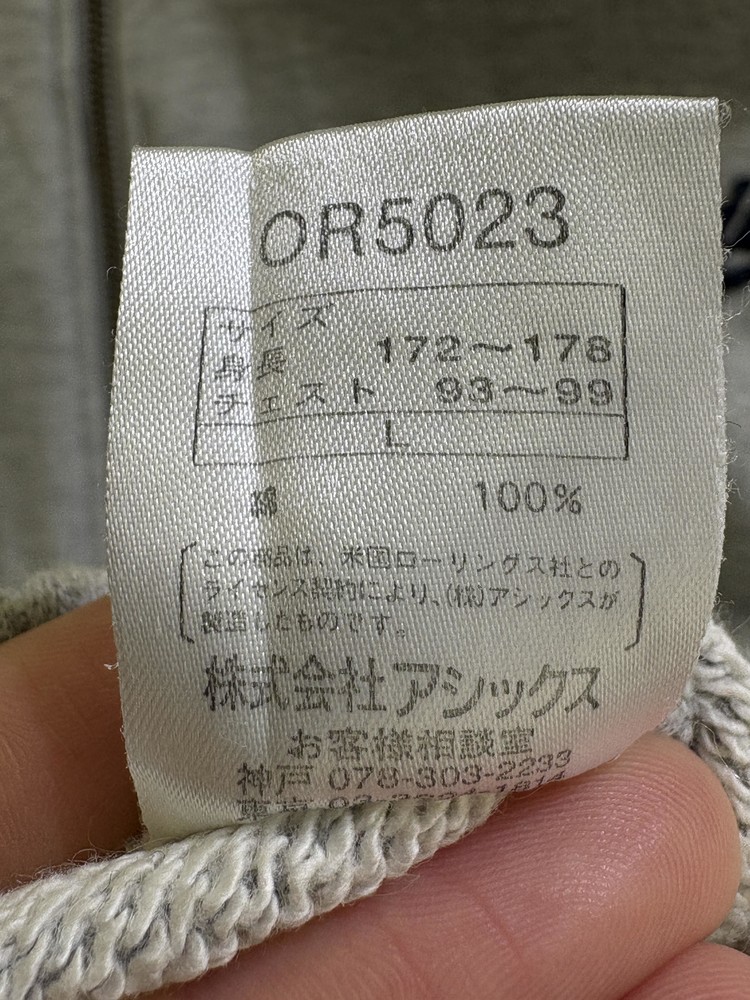 OR5023
サイズ
身長 172〜178
チェスト 93〜99
L
綿 100%
この商品は、米国ローリングス社との
ライセンス契約により、(株)アシックスが
製造したものです。
株式会社アシックス
お客様相談室
神戸 078-303-2233
東京